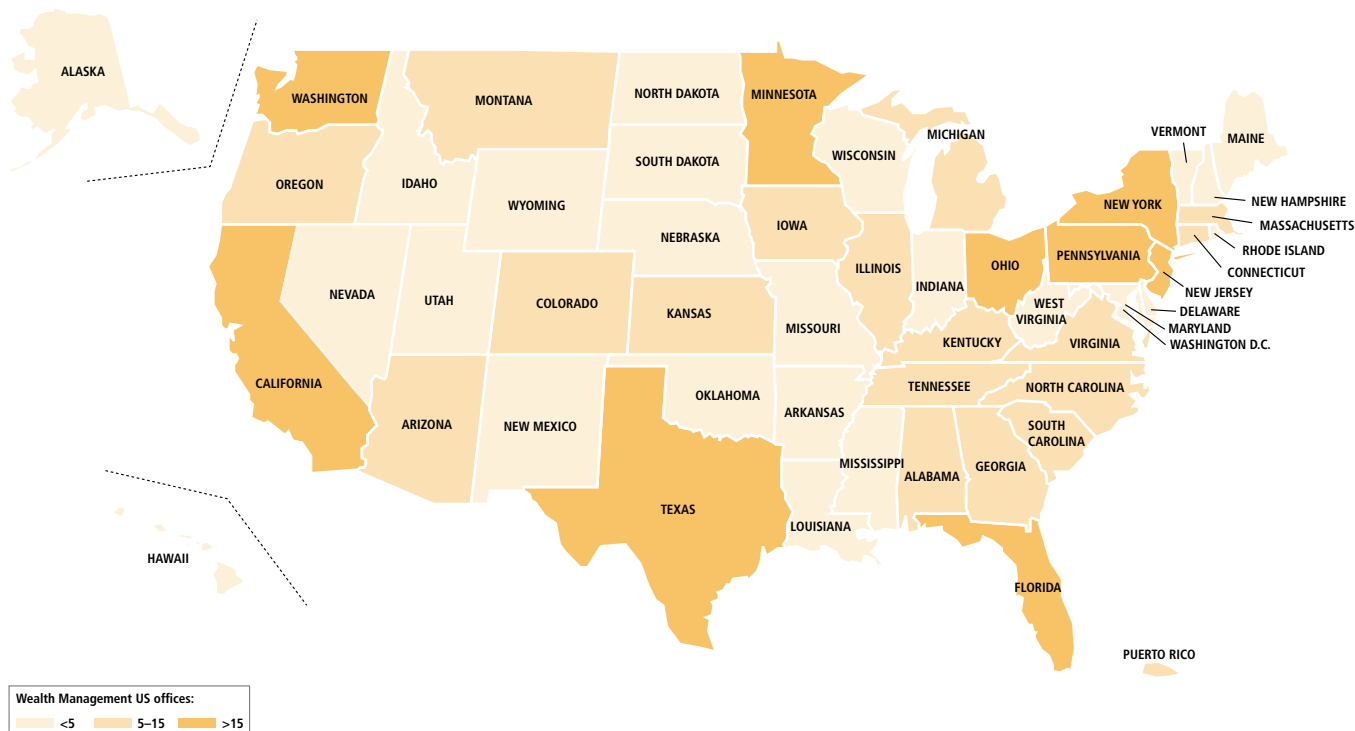 ALASKA
WASHINGTON
MONTANA
NORTH DAKOTA
MINNESOTA
MICHIGAN
VERMONT
MAINE
WISCONSIN
SOUTH DAKOTA
OREGON
IDAHO
WYOMING
NEW YORK
NEW HAMPSHIRE
MASSACHUSETTS
RHODE ISLAND
CONNECTICUT
NEBRASKA
IOWA
ILLINOIS
INDIANA
OHIO
PENNSYLVANIA
NEW JERSEY
DELAWARE
MARYLAND
WASHINGTON D.C.
NEVADA
UTAH
COLORADO
KANSAS
MISSOURI
WEST
VIRGINIA
KENTUCKY
VIRGINIA
CALIFORNIA
ARIZONA
NEW MEXICO
OKLAHOMA
ARKANSAS
TENNESSEE
NORTH CAROLINA
SOUTH
CAROLINA
MISSISSIPPI
ALABAMA
GEORGIA
TEXAS
LOUISIANA
HAWAII
FLORIDA
PUERTO RICO
Wealth Management US offices:
<5 5–15 >15